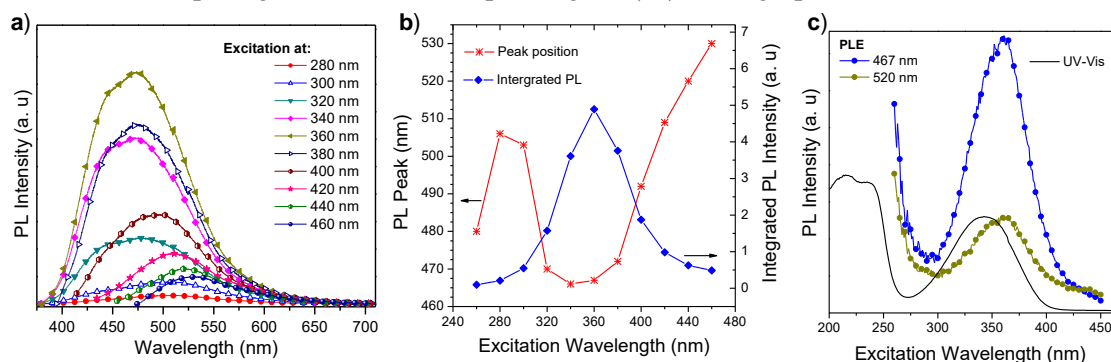 a)
Excitation at:
280 nm
300 nm
320 nm
340 nm
360 nm
380 nm
400 nm
420 nm
440 nm
460 nm
PL Intensity (a. u)
400 450 500 550 600 650 700
Wavelength (nm)
b)
Peak position
Intergrated PL
PL Peak (nm)
530
520
510
500
490
480
470
460
Integrated PL Intensity (a. u)
7
6
5
4
3
2
1
0
240 280 320 360 400 440 480
Excitation Wavelength (nm)
c)
PLE
467 nm
520 nm
UV-Vis
PL Intensity (a. u)
200 250 300 350 400 450
Excitation Wavelength (nm)